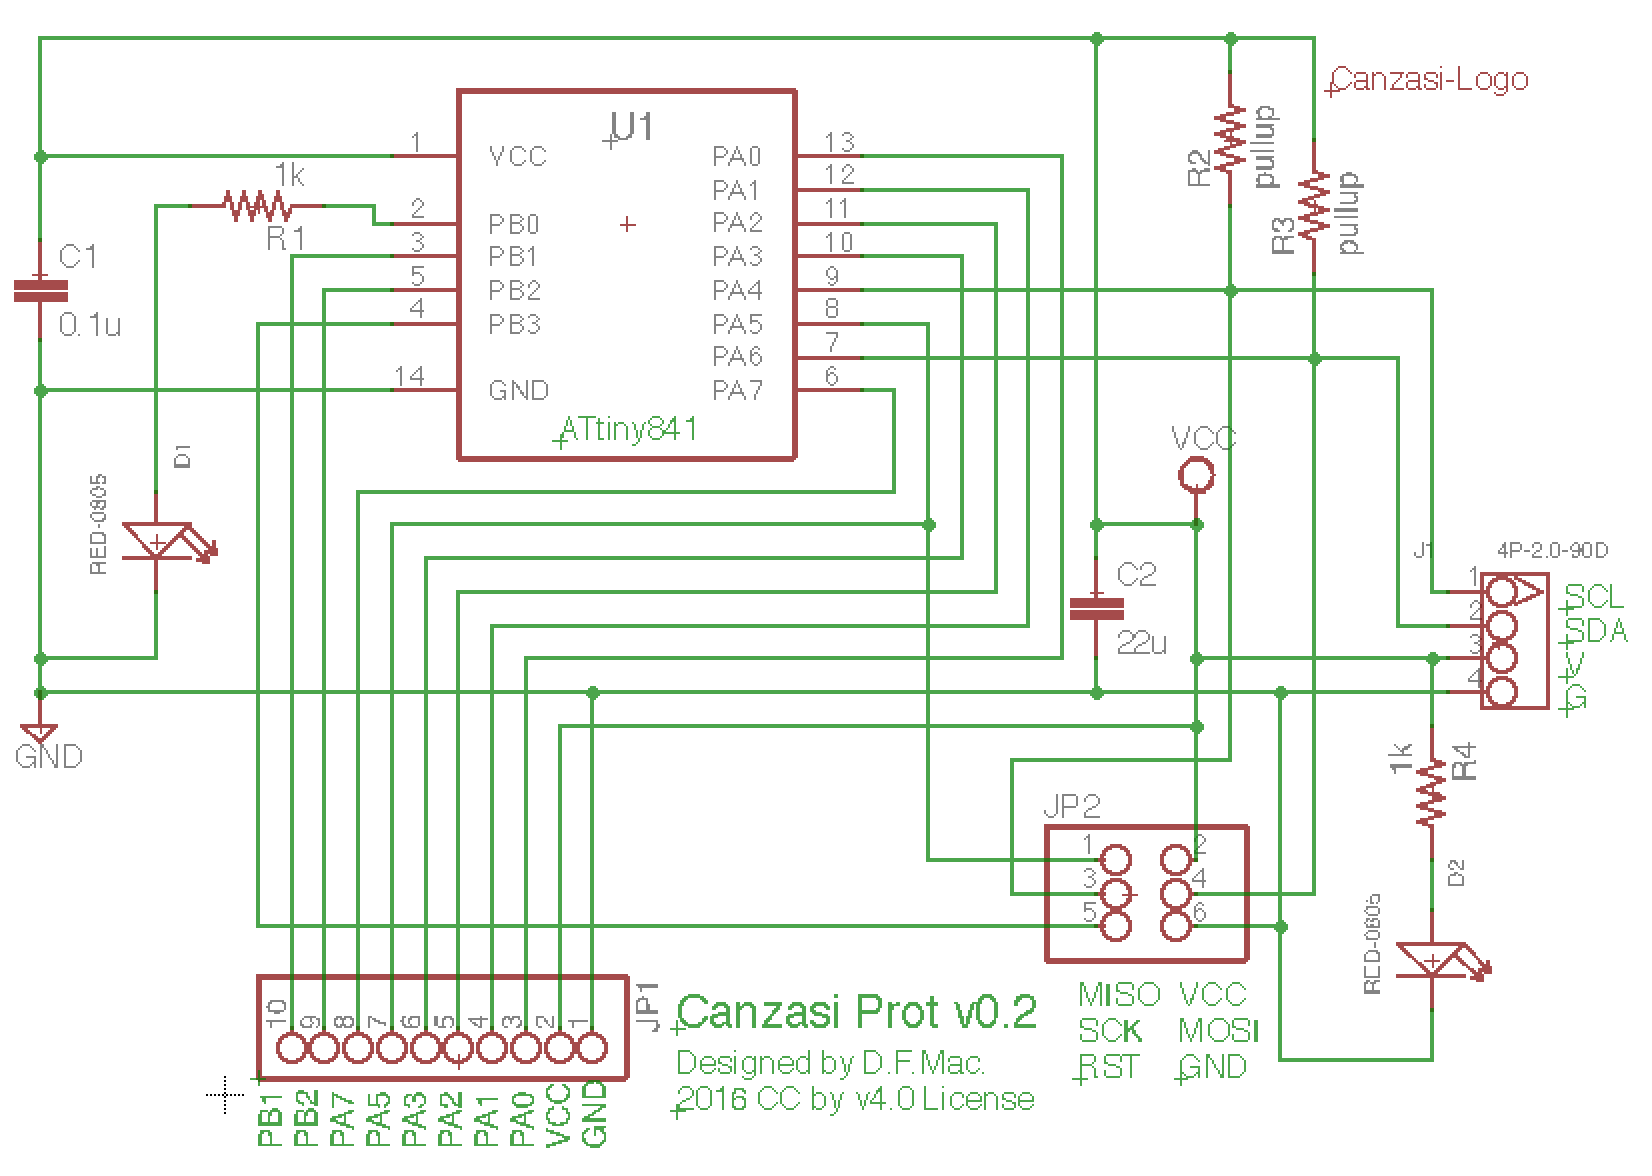 Canzasi-Logo
U1
1 VCC PA0 13
PA1 12
2 PB0 PA2 11
3 PB1 PA3 10
5 PB2 PA4 9
4 PB3 PA5 8
PA6 7
14 GND PA7 6
ATtiny841
1k
R1
C1
0.1u
R2
pullup
R3
pullup
D1
RED-0805
VCC
C2
22u
J1
4P-2.0-90D
1 SCL
2 SDA
3 V
4 G
GND
1k
R4
D2
JP2
1 2
3 4
5 6
MISO VCC
SCK MOSI
RST GND
JP1
10 9 8 7 6 5 4 3 2 1
PB1 PB2 PA7 PA5 PA3 PA2 PA1 PA0 VCC GND
Canzasi Prot v0.2
Designed by D.F.Mac.
2016 CC by v4.0 License